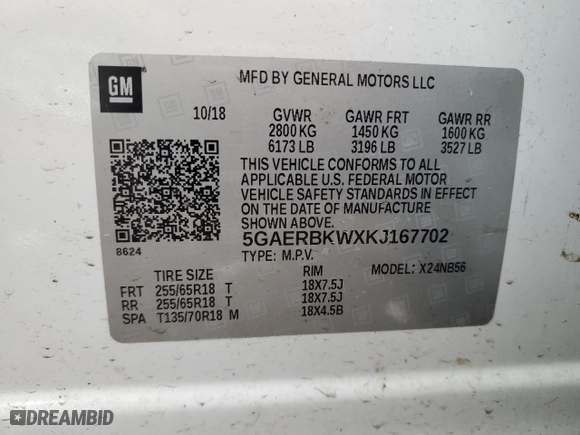 GM
MFD BY GENERAL MOTORS LLC
10/18 GVWR GAWR FRT GAWR RR
2800 KG 1450 KG 1600 KG
6173 LB 3196 LB 3527 LB
THIS VEHICLE CONFORMS TO ALL
APPLICABLE U.S. FEDERAL MOTOR
VEHICLE SAFETY STANDARDS IN EFFECT
ON THE DATE OF MANUFACTURE
SHOWN ABOVE.
8624
5GAERBKWXKJ167702
TYPE: M.P.V. MODEL: X24NB56
TIRE SIZE RIM
FRT 255/65R18 T 18X7.5J
RR 255/65R18 T 18X7.5J
SPA T135/70R18 M 18X4.5B
DREAMBID